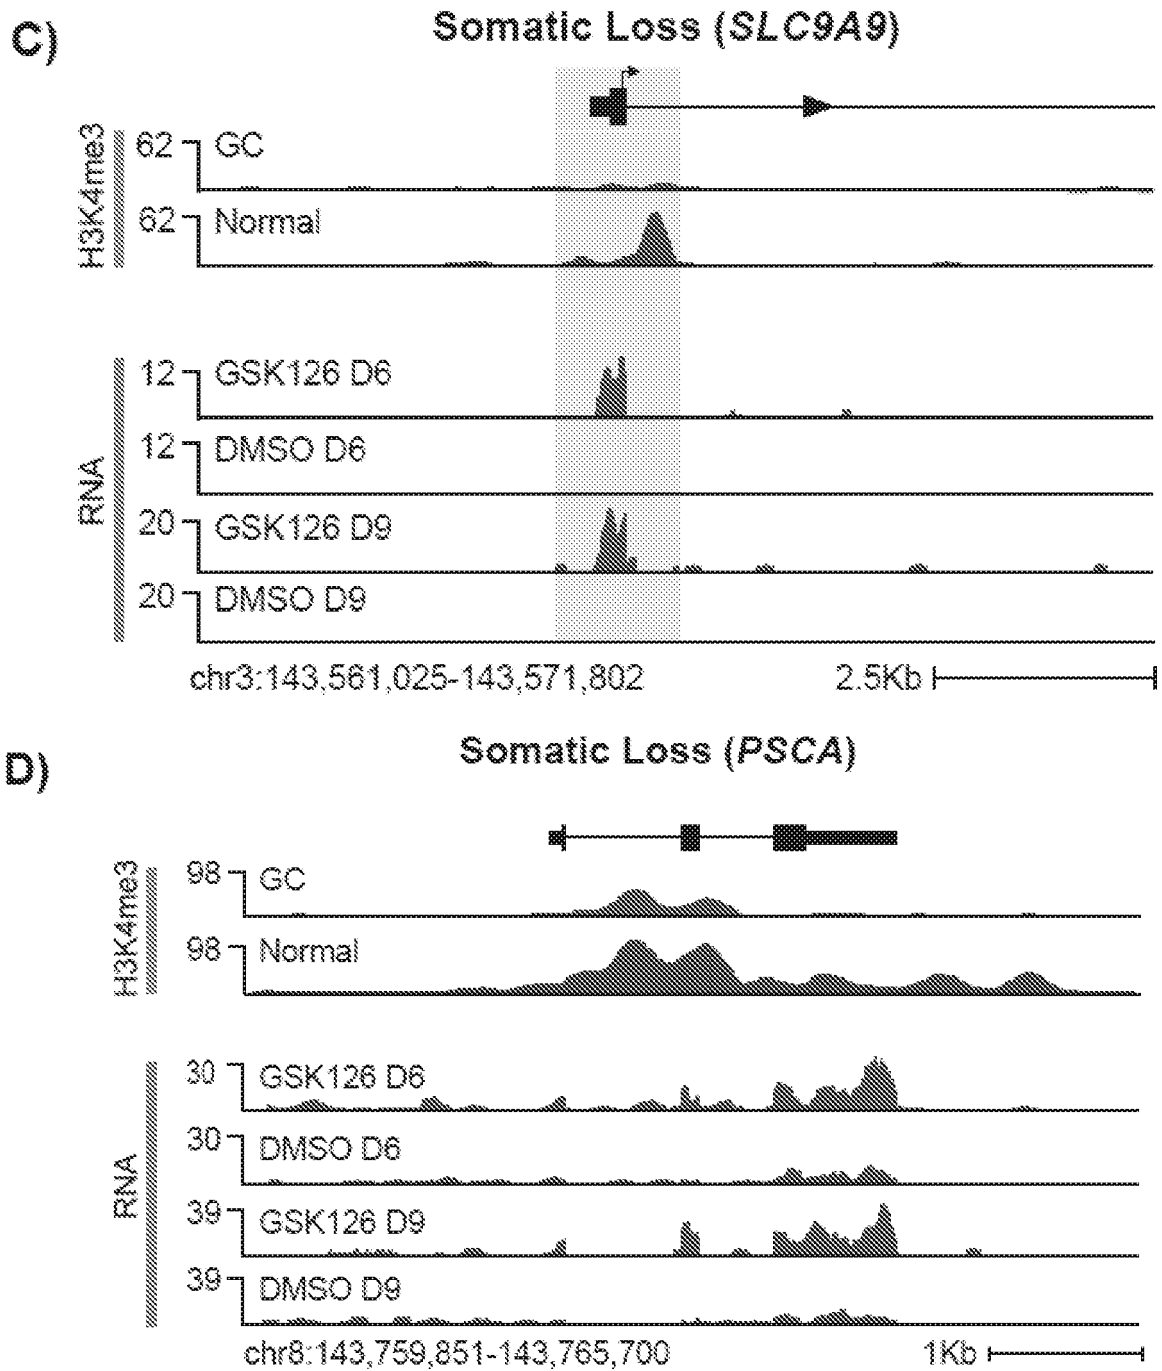 C)
Somatic Loss (SLC9A9)
H3K4me3
62 GC
62 Normal
RNA
12 GSK126 D6
12 DMSO D6
20 GSK126 D9
20 DMSO D9
chr3:143,561,025-143,571,802 2.5Kb
D)
Somatic Loss (PSCA)
H3K4me3
98 GC
98 Normal
RNA
30 GSK126 D6
30 DMSO D6
39 GSK126 D9
39 DMSO D9
chr8:143,759,851-143,765,700 1Kb